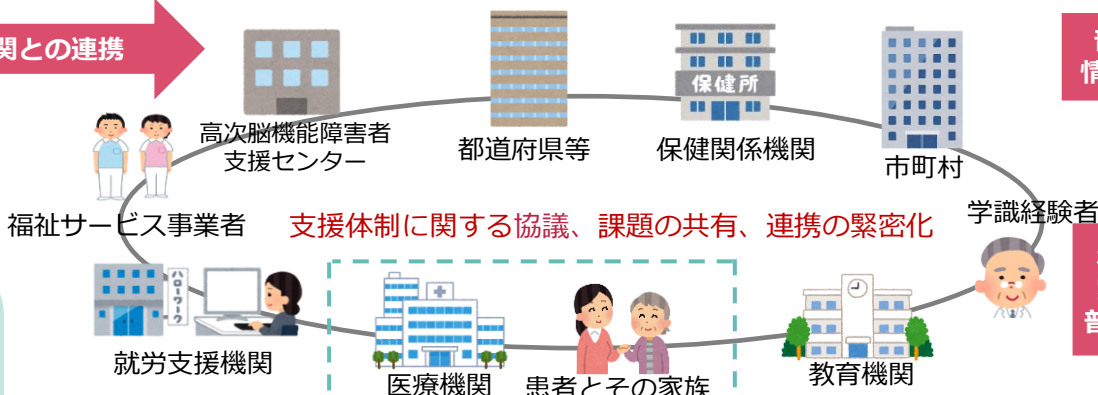 関との連携
情
保健所
高次脳機能障害者
支援センター
都道府県等
保健関係機関
市町村
福祉サービス事業者
支援体制に関する協議、課題の共有、連携の緊密化
学識経験者
ハローワーク
普
就労支援機関
医療機関
患者とその家族
教育機関